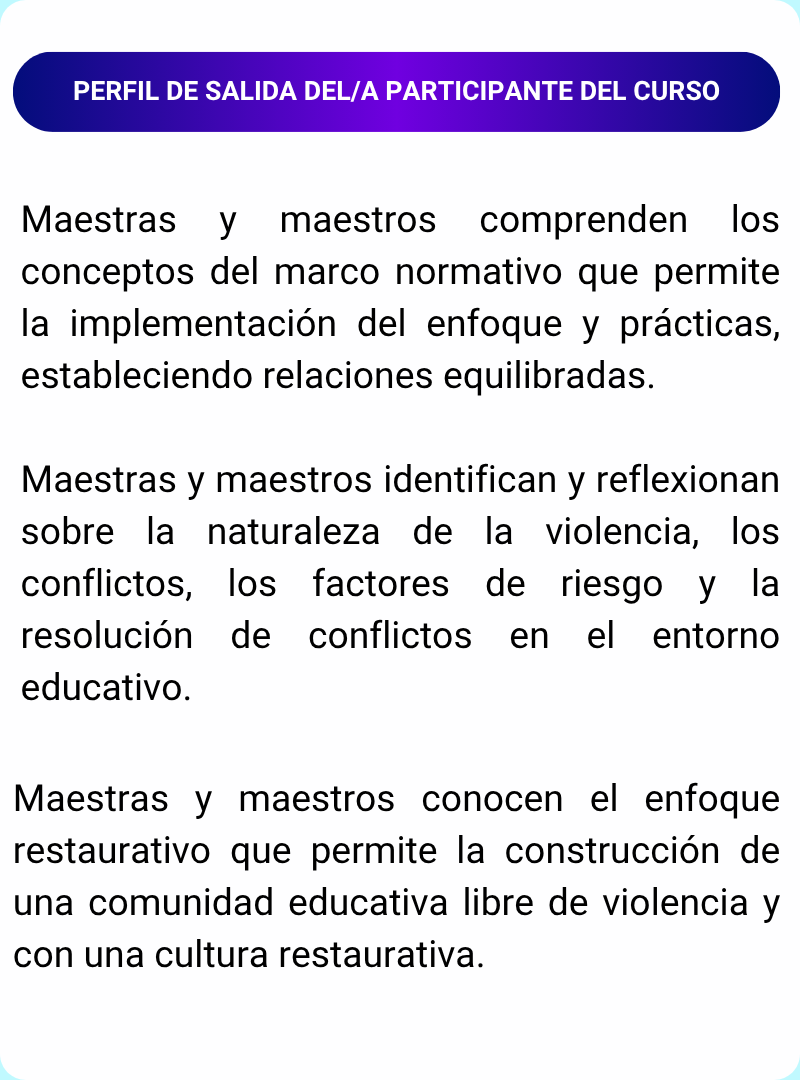 PERFIL DE SALIDA DEL/A PARTICIPANTE DEL CURSO
Maestras y maestros comprenden los
conceptos del marco normativo que permite
la implementación del enfoque y prácticas,
estableciendo relaciones equilibradas.
Maestras y maestros identifican y reflexionan
sobre la naturaleza de la violencia, los
conflictos, los factores de riesgo y la
resolución de conflictos en el entorno
educativo.
Maestras y maestros conocen el enfoque
restaurativo que permite la construcción de
una comunidad educativa libre de violencia y
con una cultura restaurativa.